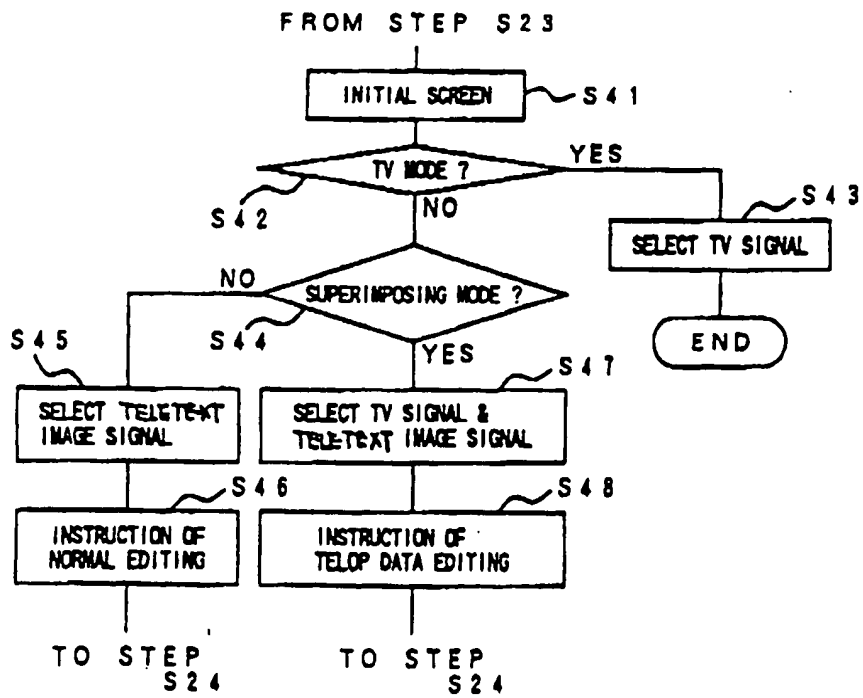 FROM STEP S23
INITIAL SCREEN
S41
TV MODE ?
YES
S42
NO
S43
SELECT TV SIGNAL
NO
SUPERIMPOSING MODE ?
S44
YES
END
S45
S47
SELECT TELETEXT
IMAGE SIGNAL
SELECT TV SIGNAL &
TELETEXT IMAGE SIGNAL
S46
S48
INSTRUCTION OF
NORMAL EDITING
INSTRUCTION OF
TELOP DATA EDITING
TO STEP
S24
TO STEP
S24